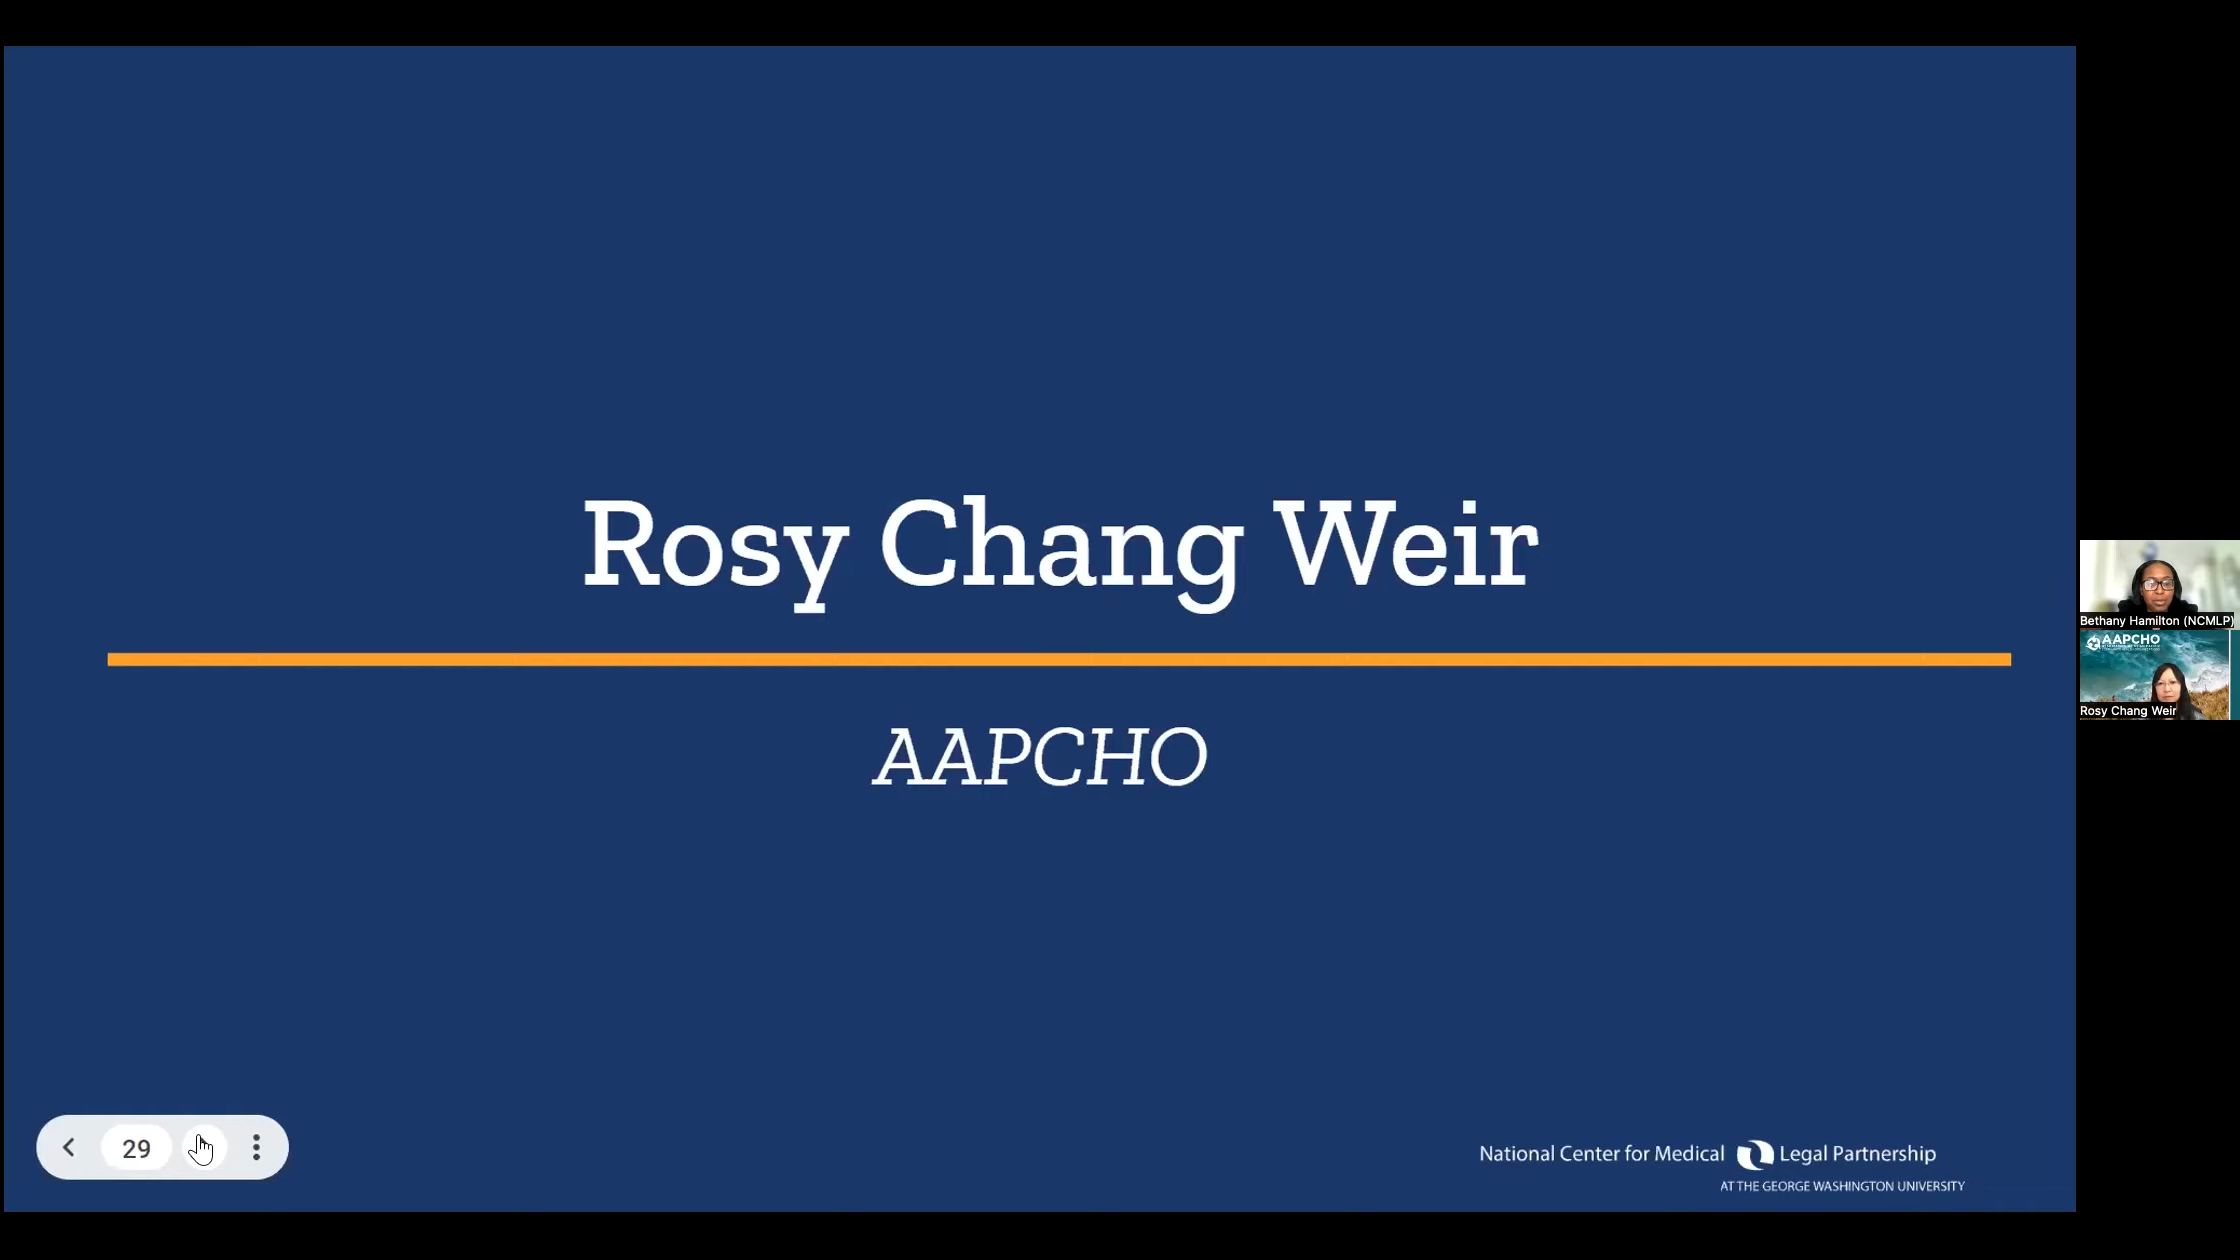 Rosy Chang Weir
AAPCHO
Bethany Hamilton (NCMLP)
AAPCHO
Rosy Chang Weir
29
National Center for Medical Legal Partnership
AT THE GEORGE WASHINGTON UNIVERSITY